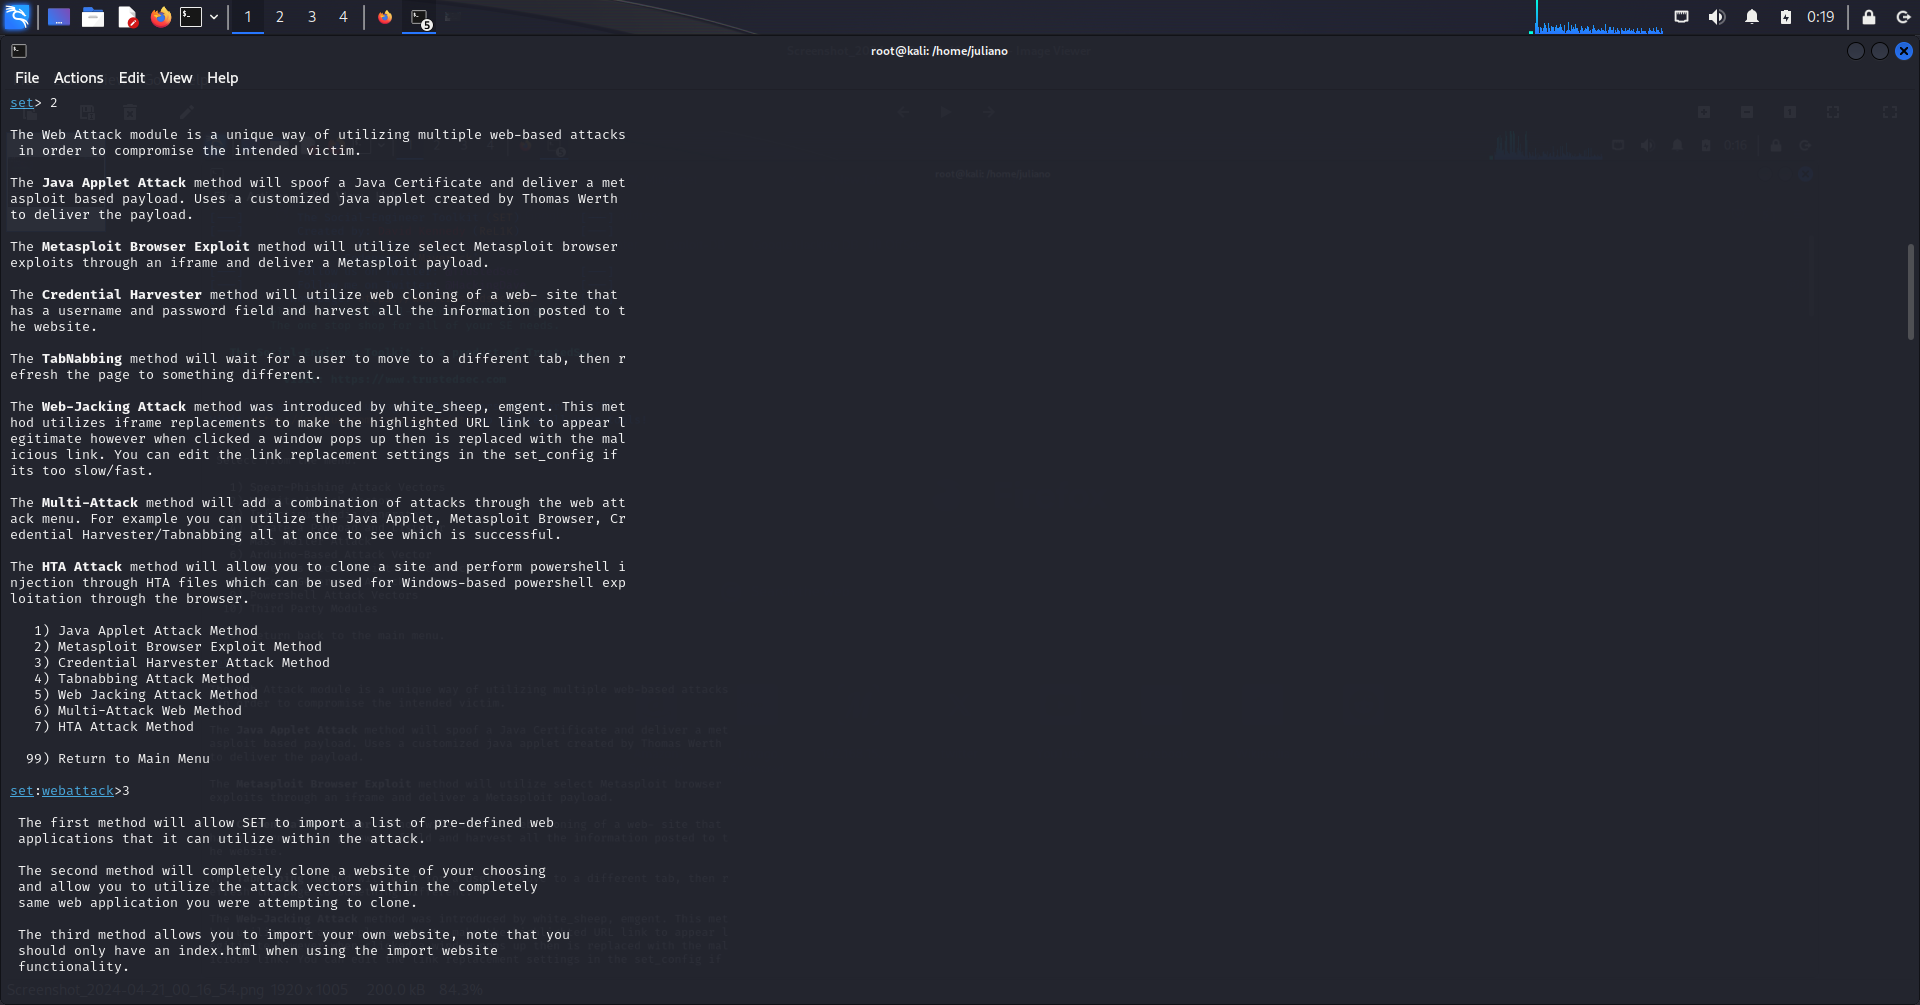 1 2 3 4 5 0:19
root@kali: /home/juliano
File Actions Edit View Help
set> 2
The Web Attack module is a unique way of utilizing multiple web-based attacks
in order to compromise the intended victim.
The Java Applet Attack method will spoof a Java Certificate and deliver a met
asploit based payload. Uses a customized java applet created by Thomas Werth
to deliver the payload.
The Metasploit Browser Exploit method will utilize select Metasploit browser
exploits through an iframe and deliver a Metasploit payload.
The Credential Harvester method will utilize web cloning of a web- site that
has a username and password field and harvest all the information posted to t
he website.
The TabNabbing method will wait for a user to move to a different tab, then r
efresh the page to something different.
The Web-Jacking Attack method was introduced by white_sheep, emgent. This met
hod utilizes iframe replacements to make the highlighted URL link to appear l
egitimate however when clicked a window pops up then is replaced with the mal
icious link. You can edit the link replacement settings in the set_config if
its too slow/fast.
The Multi-Attack method will add a combination of attacks through the web att
ack menu. For example you can utilize the Java Applet, Metasploit Browser, Cr
edential Harvester/Tabnabbing all at once to see which is successful.
The HTA Attack method will allow you to clone a site and perform powershell i
njection through HTA files which can be used for Windows-based powershell exp
loitation through the browser.
1) Java Applet Attack Method
2) Metasploit Browser Exploit Method
3) Credential Harvester Attack Method
4) Tabnabbing Attack Method
5) Web Jacking Attack Method
6) Multi-Attack Web Method
7) HTA Attack Method
99) Return to Main Menu
set:webattack>3
The first method will allow SET to import a list of pre-defined web
applications that it can utilize within the attack.
The second method will completely clone a website of your choosing
and allow you to utilize the attack vectors within the completely
same web application you were attempting to clone.
The third method allows you to import your own website, note that you
should only have an index.html when using the import website
functionality.
Screenshot_2024-04-21_00_16_54.png 1920 x 1005 200.0 kB 84.3%